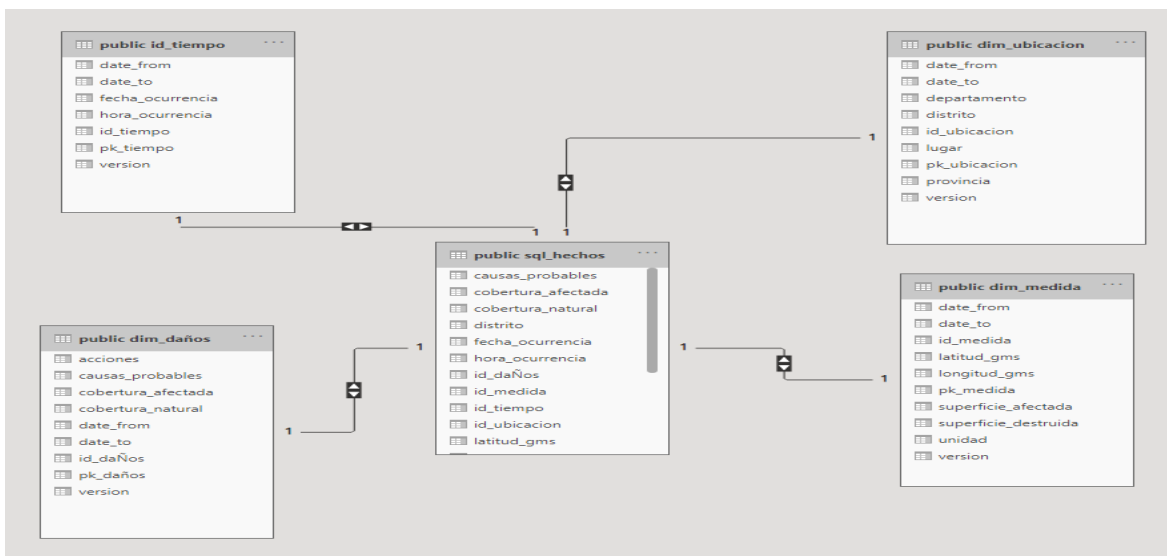 public id_tiempo ...
date_from
date_to
fecha_ocurrencia
hora_ocurrencia
id_tiempo
pk_tiempo
version
public dim_ubicacion
date_from
date_to
departamento
distrito
id_ubicacion
lugar
pk_ubicacion
provincia
version
1
1
1
1
public sql_hechos ...
causas_probables
cobertura_afectada
cobertura_natural
distrito
fecha_ocurrencia
hora_ocurrencia
id_daÑos
id_medida
id_tiempo
id_ubicacion
latitud_gms
public dim_medida ...
date_from
date_to
id_medida
latitud_gms
longitud_gms
pk_medida
superficie_afectada
superficie_destruida
unidad
version
public dim_daños ...
acciones
causas_probables
cobertura_afectada
cobertura_natural
date_from
date_to
id_daÑos
pk_daños
version
1
1
1
1